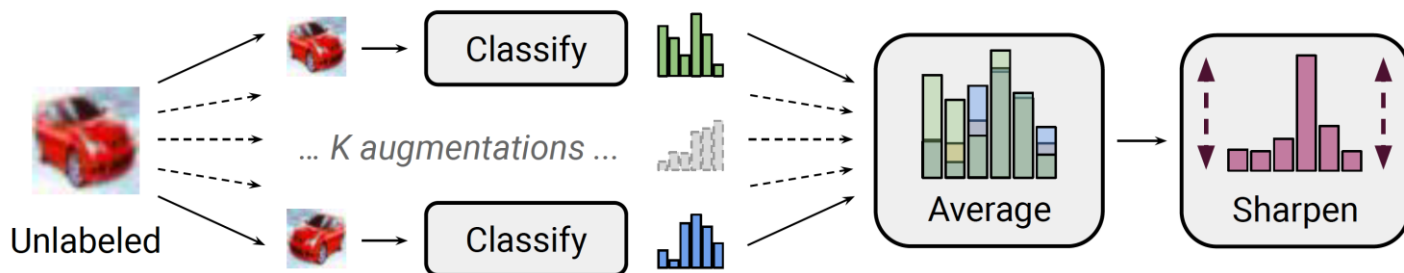 Classify
... K augmentations ...
Unlabeled
Classify
Average
Sharpen